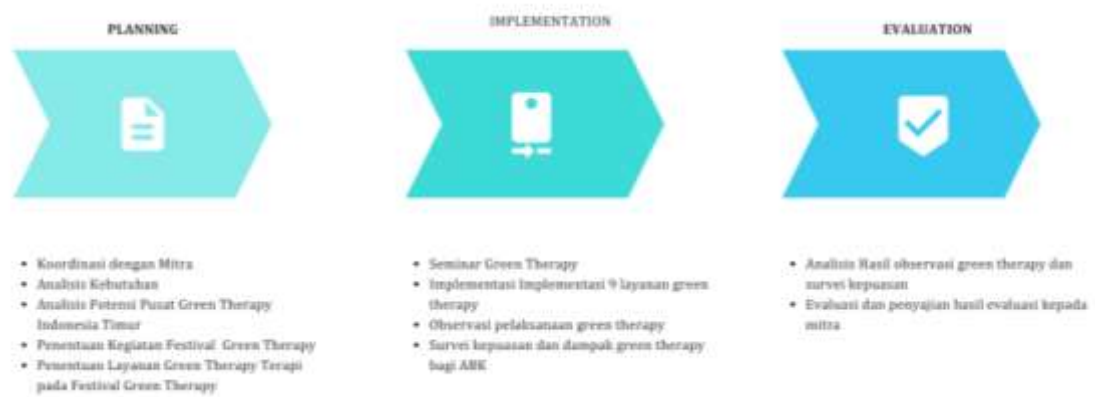 PLANNING
IMPLEMENTATION
EVALUATION
• Koordinasi dengan Mitra
• Analisis Kebutuhan
• Analisis Potensi Pusat Green Therapy
Indonesia Timur
• Penentuan Kegiatan Festival Green Therapy
• Penentuan Layanan Green Therapy Terapi
pada Festival Green Therapy
• Seminar Green Therapy
• Implementasi Implementasi 9 layanan green
therapy
• Observasi pelaksanaan green therapy
• Survei kepuasan dan dampak green therapy
bagi ABK
• Analisis Hasil observasi green therapy dan
survei kepuasan
• Evaluasi dan penyajian hasil evaluasi kepada
mitra